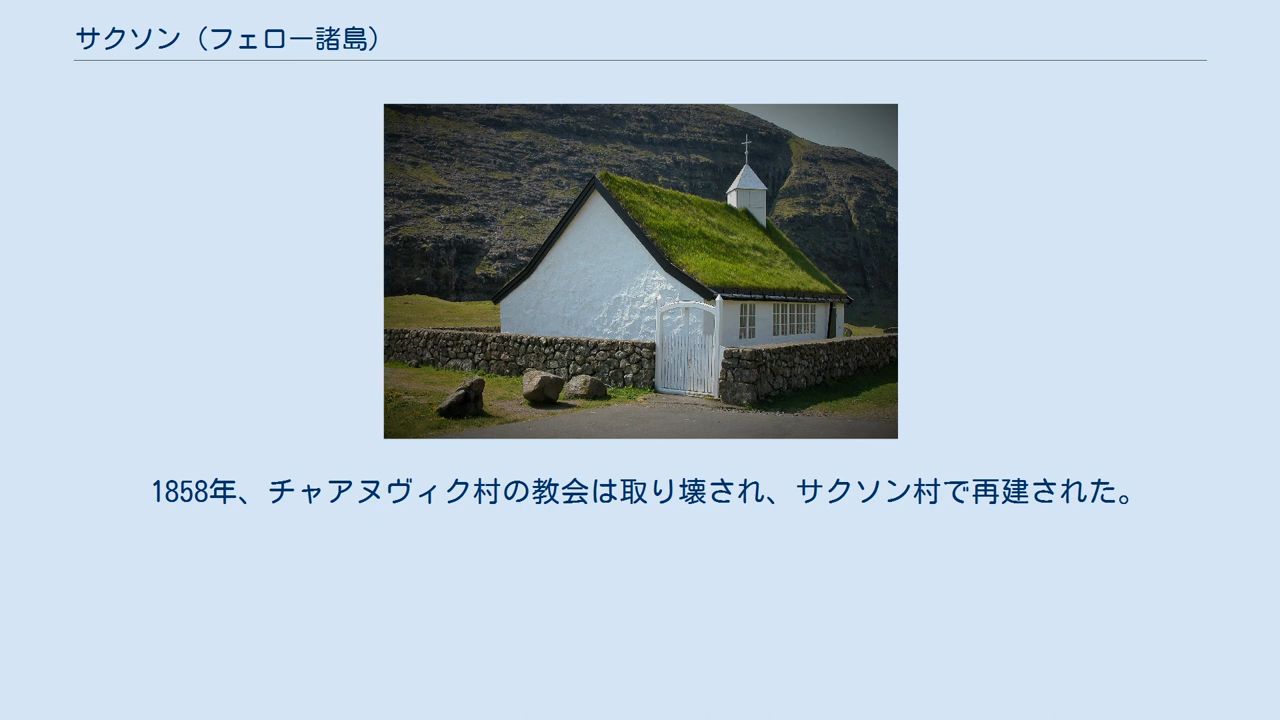 サクソン（フェロー諸島）
1858年、チャアヌヴィク村の教会は取り壊され、サクソン村で再建された。